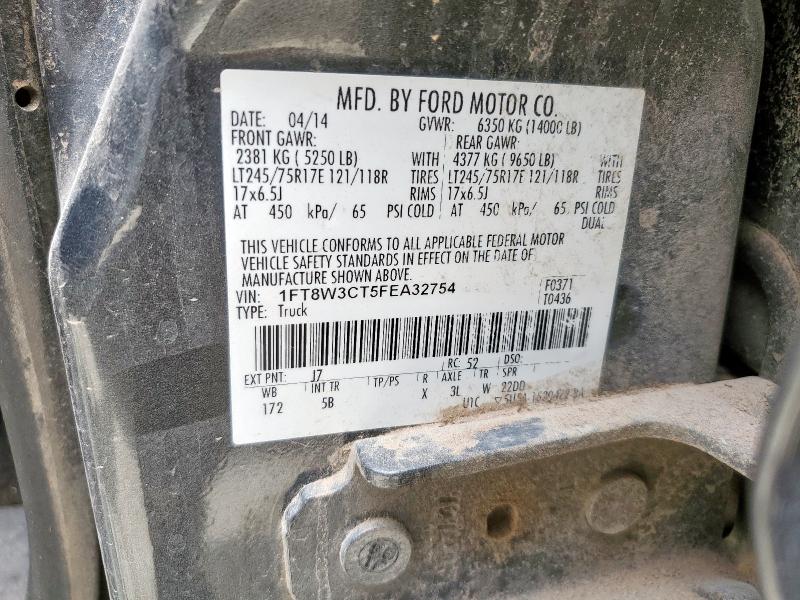 MFD. BY FORD MOTOR CO.
DATE: 04/14 GVWR: 6350 KG (14000 LB)
FRONT GAWR: REAR GAWR:
2381 KG ( 5250 LB) WITH 4377 KG ( 9650 LB) WITH
LT245/75R17E 121/118R TIRES LT245/75R17E 121/118R TIRES
17x6.5J RIMS 17x6.5J RIMS
AT 450 kPa/ 65 PSI COLD AT 450 kPa/ 65 PSI COLD
DUAL
THIS VEHICLE CONFORMS TO ALL APPLICABLE FEDERAL MOTOR
VEHICLE SAFETY STANDARDS IN EFFECT ON THE DATE OF
MANUFACTURE SHOWN ABOVE.
VIN: 1FT8W3CT5FEA32754 F0371
TYPE: Truck T0436
52
EXT PNT: J7 RC: 52 DSO:
WB INT TR TP/PS R AXLE TR SPR
172 5B X 3L W 22DD
UTC